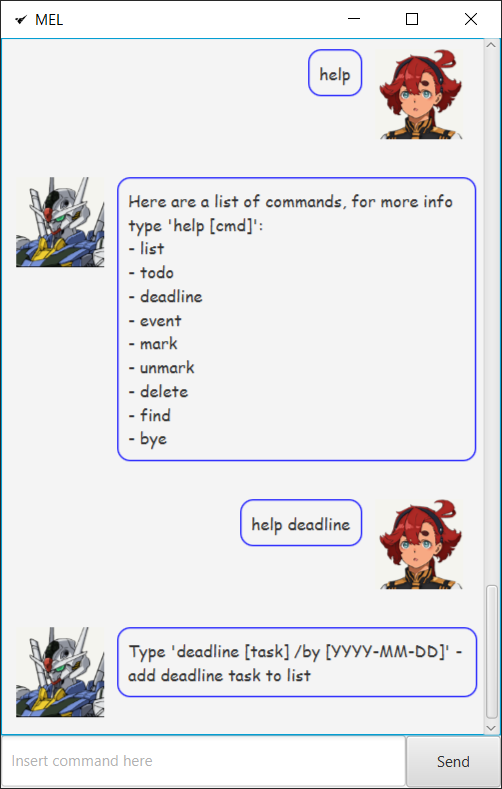 MEL
help
Here are a list of commands, for more info
type 'help [cmd]':
- list
- todo
- deadline
- event
- mark
- unmark
- delete
- find
- bye
help deadline
Type 'deadline [task] /by [YYYY-MM-DD]' -
add deadline task to list
Insert command here
Send